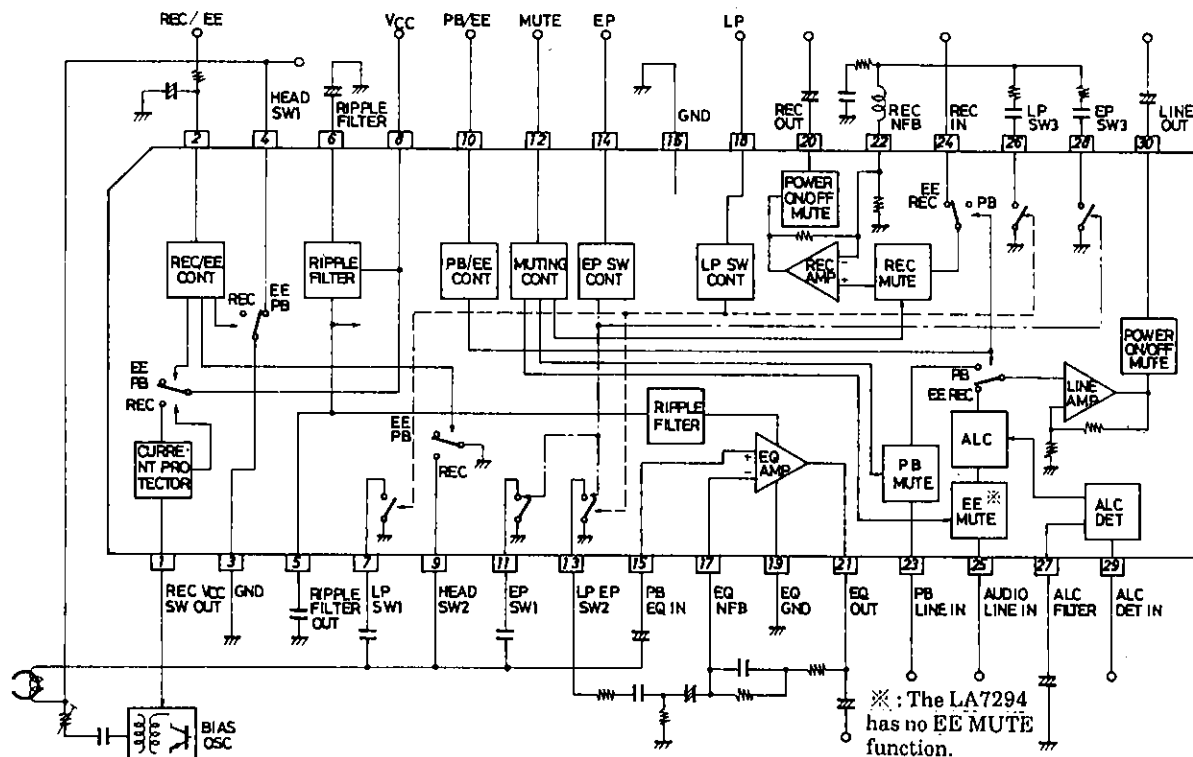 REC/EE
VCC
PB/EE
MUTE
EP
LP
HEAD
SW1
RIPPLE
FILTER
GND
REC
OUT
REC
NFB
REC
IN
LP
SW3
EP
SW3
LINE
OUT
2
4
6
8
10
12
14
16
18
20
22
24
26
28
30
POWER
ON/OFF
MUTE
EE
REC
PB
REC/EE
CONT
RIPPLE
FILTER
PB/EE
CONT
MUTING
CONT
EP SW
CONT
LP SW
CONT
REC
AMP
-
+
REC
MUTE
REC
EE
PB
POWER
ON/OFF
MUTE
EE
PB
REC
PB
EE REC
LINE
AMP
RIPPLE
FILTER
EE
PB
REC
CURRE-
NT PRO
TECTOR
+
-
EQ
AMP
ALC
PB
MUTE
EE ※
MUTE
ALC
DET
1
3
5
7
9
11
13
15
17
19
21
23
25
27
29
REC VCC
SW OUT
GND
RIPPLE
FILTER
OUT
LP
SW1
HEAD
SW2
EP
SW1
LP EP
SW2
PB
EQ IN
EQ
NFB
EQ
GND
EQ
OUT
PB
LINE IN
AUDIO
LINE IN
ALC
FILTER
ALC
DET IN
BIAS
OSC
※ : The LA7294
has no EE MUTE
function.